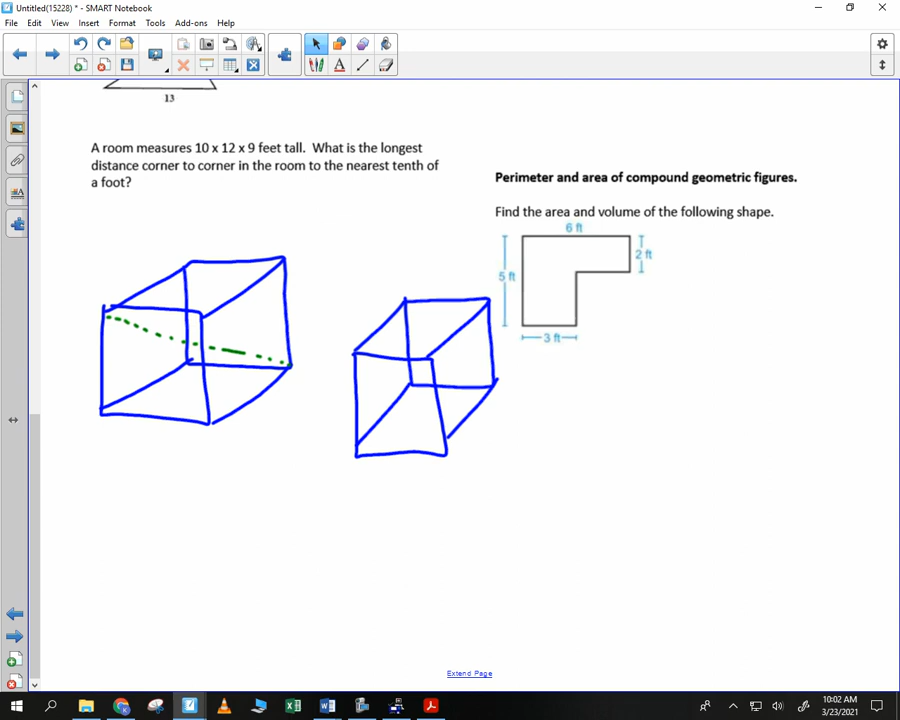 Untitled(15228) * - SMART Notebook
File Edit View Insert Format Tools Add-ons Help
13
A room measures 10 x 12 x 9 feet tall. What is the longest
distance corner to corner in the room to the nearest tenth of
a foot?
Perimeter and area of compound geometric figures.
Find the area and volume of the following shape.
6 ft
2 ft
5 ft
3 ft
Extend Page
10:02 AM
3/23/2021